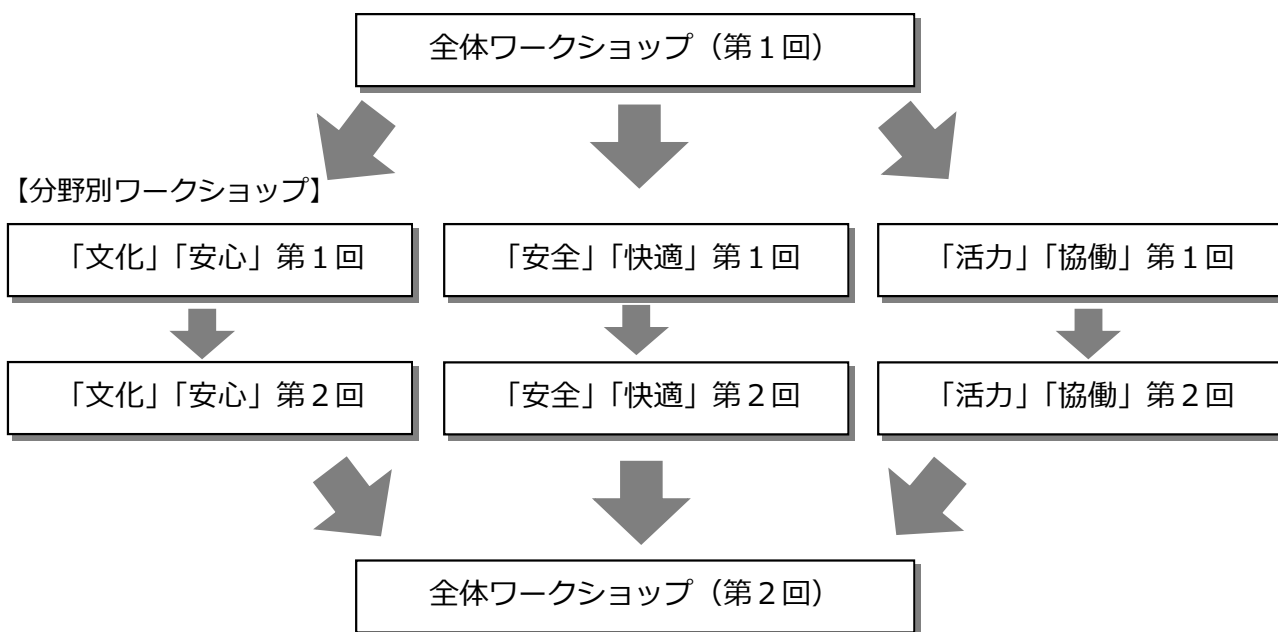 全体ワークショップ（第１回）
【分野別ワークショップ】
「文化」「安心」第１回
「安全」「快適」第１回
「活力」「協働」第１回
「文化」「安心」第２回
「安全」「快適」第２回
「活力」「協働」第２回
全体ワークショップ（第２回）